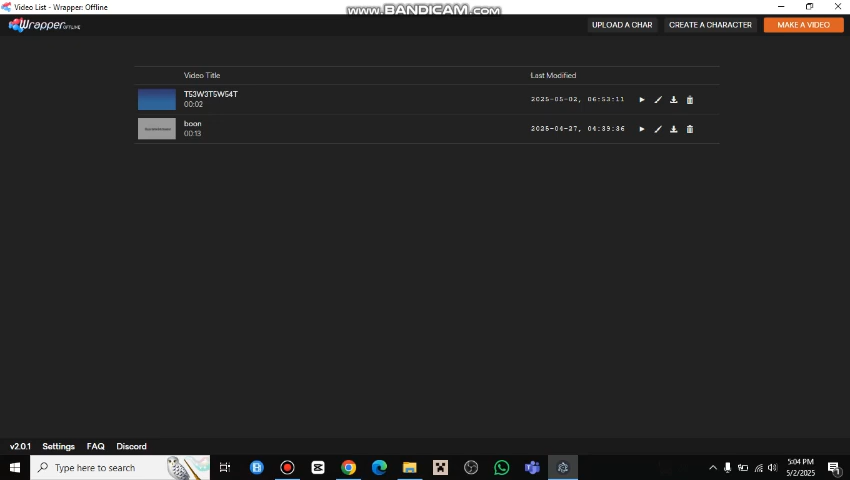 Video List - Wrapper: Offline
www.BANDICAM.com
Wrapper OFFLINE
UPLOAD A CHAR
CREATE A CHARACTER
MAKE A VIDEO
Video Title
Last Modified
T53W3T5W54T
00:02
2025-05-02, 06:53:11
boon
00:13
2025-04-27, 04:39:36
v2.0.1
Settings
FAQ
Discord
Type here to search
5:04 PM
5/2/2025